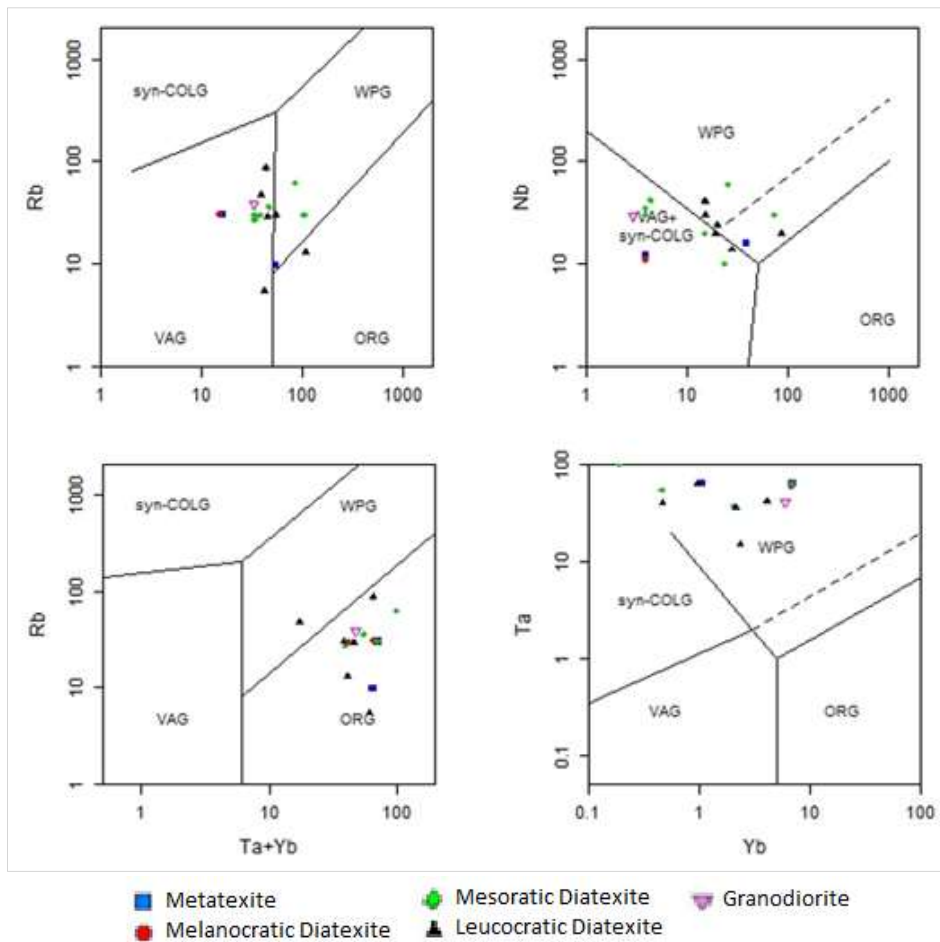 1000
100
10
1
Rb
syn-COLG
WPG
VAG
ORG
1 10 100 1000
1000
100
10
1
Nb
WPG
VAG+
syn-COLG
ORG
1 10 100 1000
1000
100
10
1
Rb
syn-COLG
WPG
VAG
ORG
1 10 100
Ta+Yb
100
10
1
0.1
Ta
WPG
syn-COLG
VAG
ORG
0.1 1 10 100
Yb
Metatexite
Mesoratic Diatexite
Granodiorite
Melanocratic Diatexite
Leucocratic Diatexite